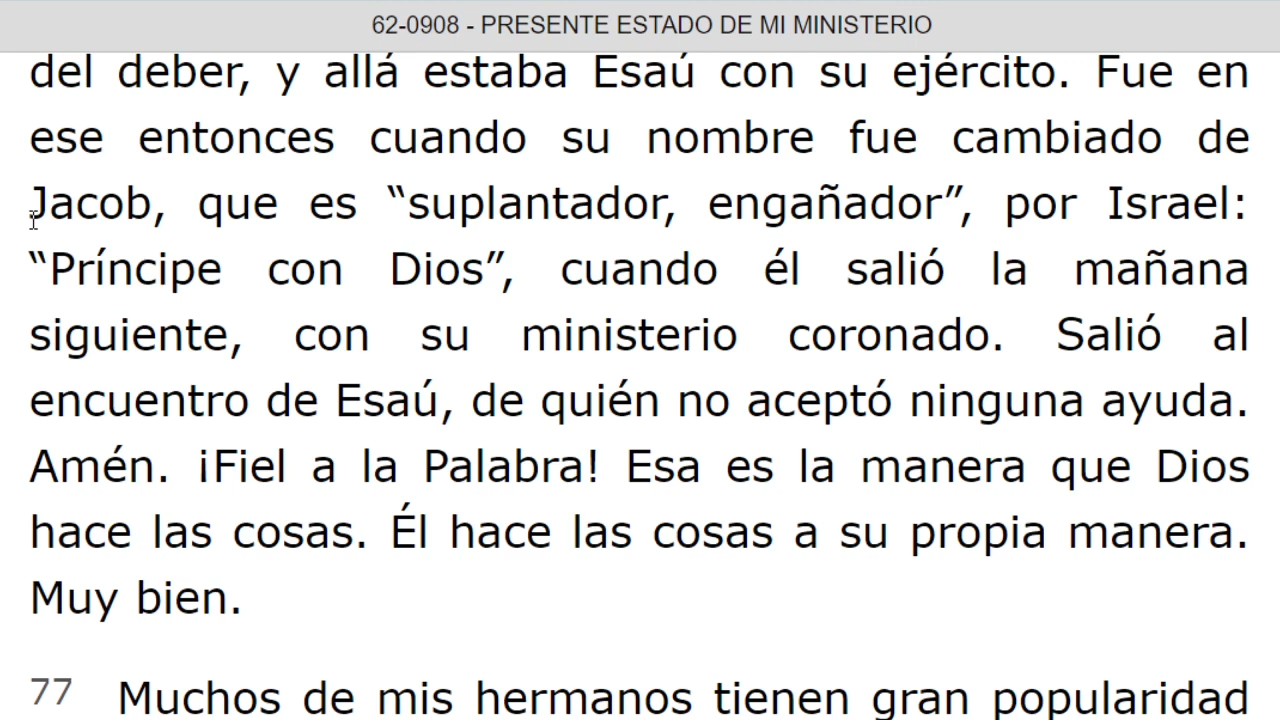 62-0908 - PRESENTE ESTADO DE MI MINISTERIO
del deber, y allá estaba Esaú con su ejército. Fue en
ese entonces cuando su nombre fue cambiado de
Jacob, que es “suplantador, engañador”, por Israel:
“Príncipe con Dios”, cuando él salió la mañana
siguiente, con su ministerio coronado. Salió al
encuentro de Esaú, de quién no aceptó ninguna ayuda.
Amén. ¡Fiel a la Palabra! Esa es la manera que Dios
hace las cosas. Él hace las cosas a su propia manera.
Muy bien.
77 Muchos de mis hermanos tienen gran popularidad